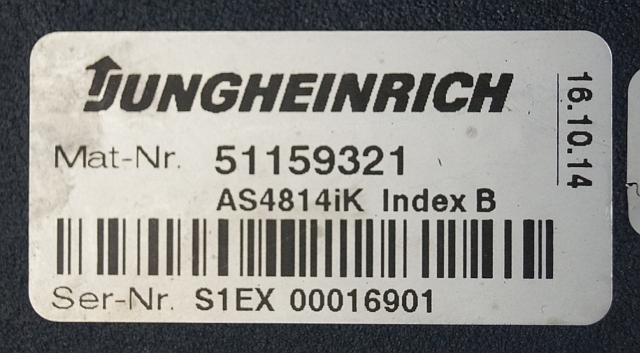 JUNGHEINRICH
Mat-Nr. 51159321
AS4814iK Index B
Ser-Nr. S1EX 00016901
16.10.14